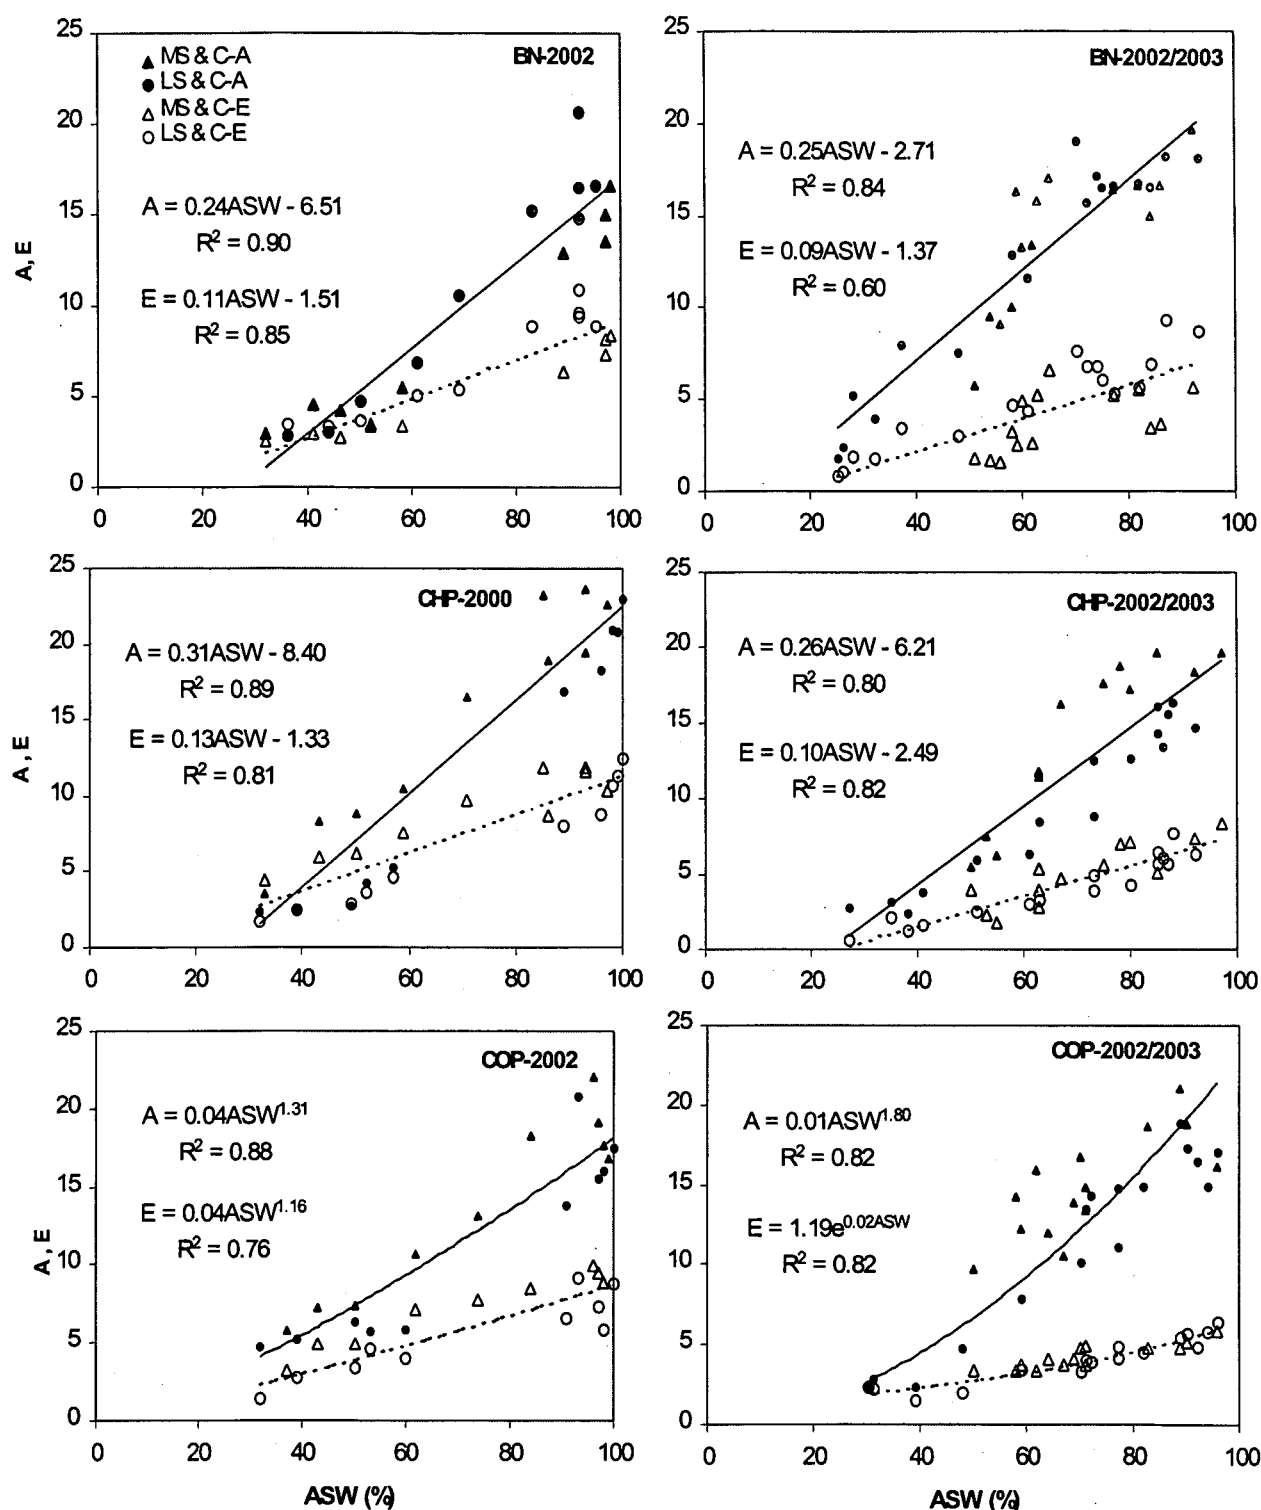 25
20
15
10
5
0
A, E
▲ MS & C-A
● LS & C-A
△ MS & C-E
○ LS & C-E
BN-2002
A = 0.24ASW - 6.51
R² = 0.90
E = 0.11ASW - 1.51
R² = 0.85
0 20 40 60 80 100
25
20
15
10
5
0
BN-2002/2003
A = 0.25ASW - 2.71
R² = 0.84
E = 0.09ASW - 1.37
R² = 0.60
0 20 40 60 80 100
25
20
15
10
5
0
A, E
CHP-2000
A = 0.31ASW - 8.40
R² = 0.89
E = 0.13ASW - 1.33
R² = 0.81
0 20 40 60 80 100
25
20
15
10
5
0
CHP-2002/2003
A = 0.26ASW - 6.21
R² = 0.80
E = 0.10ASW - 2.49
R² = 0.82
0 20 40 60 80 100
25
20
15
10
5
0
A, E
COP-2002
A = 0.04ASW^1.31
R² = 0.88
E = 0.04ASW^1.16
R² = 0.76
0 20 40 60 80 100
ASW (%)
25
20
15
10
5
0
COP-2002/2003
A = 0.01ASW^1.80
R² = 0.82
E = 1.19e^0.02ASW
R² = 0.82
0 20 40 60 80 100
ASW (%)